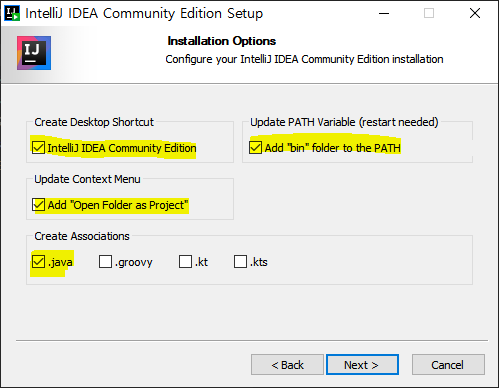 IntelliJ IDEA Community Edition Setup
IJ
Installation Options
Configure your IntelliJ IDEA Community Edition installation
Create Desktop Shortcut
IntelliJ IDEA Community Edition
Update PATH Variable (restart needed)
Add "bin" folder to the PATH
Update Context Menu
Add "Open Folder as Project"
Create Associations
.java .groovy .kt .kts
< Back Next > Cancel